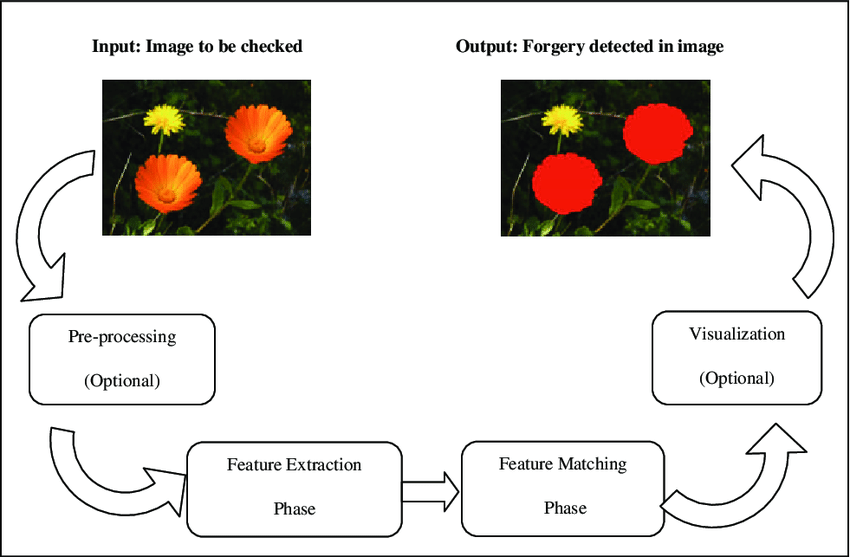 Input: Image to be checked
Output: Forgery detected in image
Pre-processing
(Optional)
Feature Extraction
Phase
Feature Matching
Phase
Visualization
(Optional)